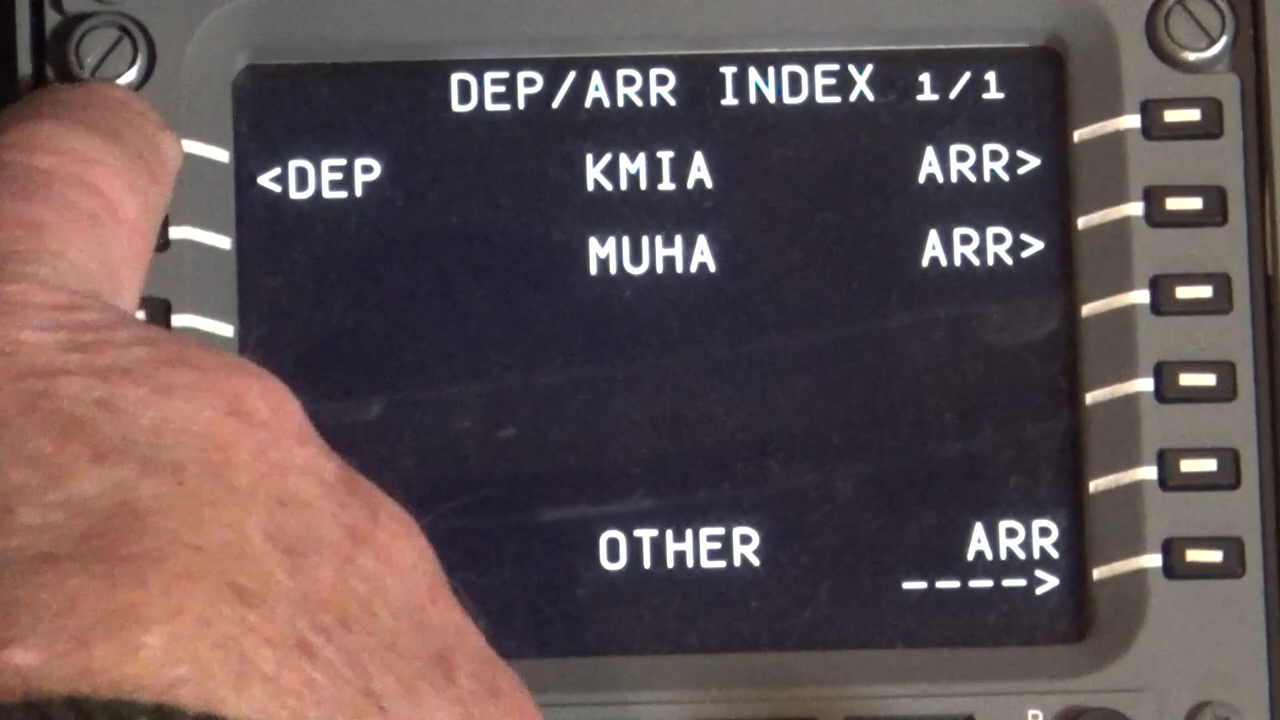 DEP/ARR INDEX 1/1
<DEP KMIA ARR>
MUHA ARR>
OTHER ARR
---->